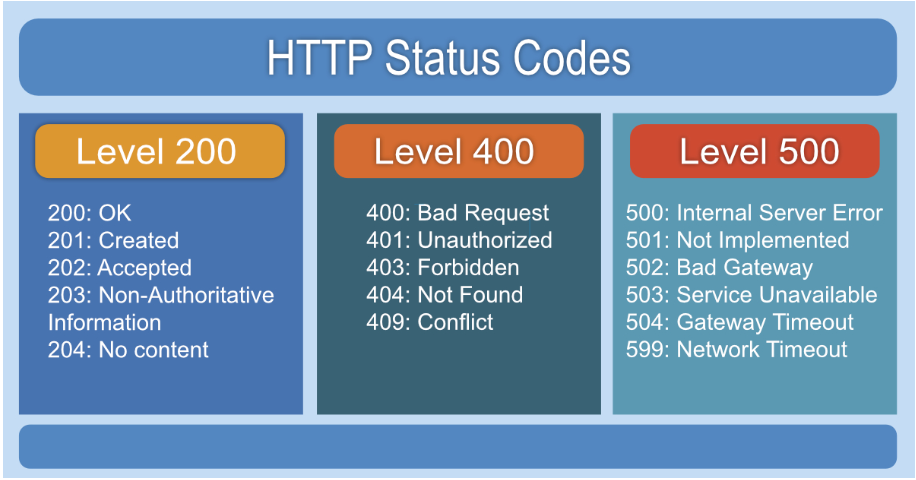 HTTP Status Codes
Level 200
200: OK
201: Created
202: Accepted
203: Non-Authoritative
Information
204: No content
Level 400
400: Bad Request
401: Unauthorized
403: Forbidden
404: Not Found
409: Conflict
Level 500
500: Internal Server Error
501: Not Implemented
502: Bad Gateway
503: Service Unavailable
504: Gateway Timeout
599: Network Timeout